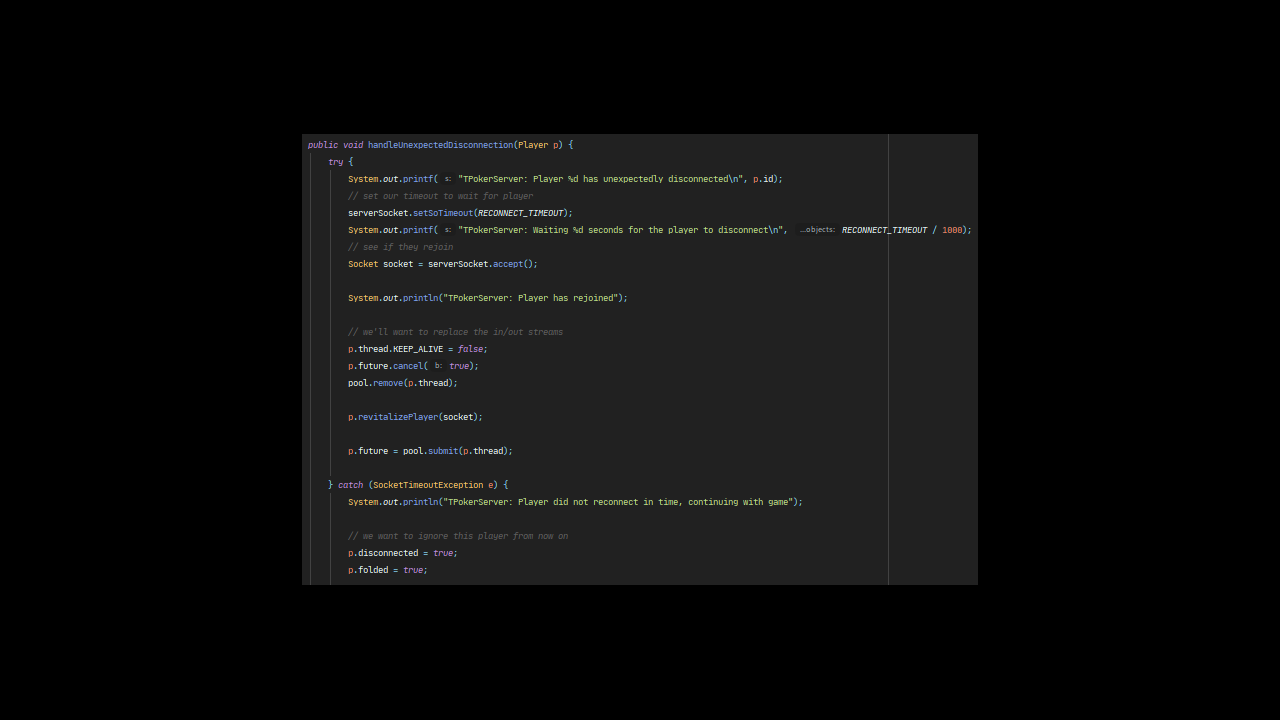 public void handleUnexpectedDisconnection(Player p) {
try {
System.out.printf( s: "TPokerServer: Player %d has unexpectedly disconnected\n", p.id);
// set our timeout to wait for player
serverSocket.setSoTimeout(RECONNECT_TIMEOUT);
System.out.printf( s: "TPokerServer: Waiting %d seconds for the player to disconnect\n", ...objects: RECONNECT_TIMEOUT / 1000);
// see if they rejoin
Socket socket = serverSocket.accept();
System.out.println("TPokerServer: Player has rejoined");
// we'll want to replace the in/out streams
p.thread.KEEP_ALIVE = false;
p.future.cancel( b: true);
pool.remove(p.thread);
p.revitalizePlayer(socket);
p.future = pool.submit(p.thread);
} catch (SocketTimeoutException e) {
System.out.println("TPokerServer: Player did not reconnect in time, continuing with game");
// we want to ignore this player from now on
p.disconnected = true;
p.folded = true;